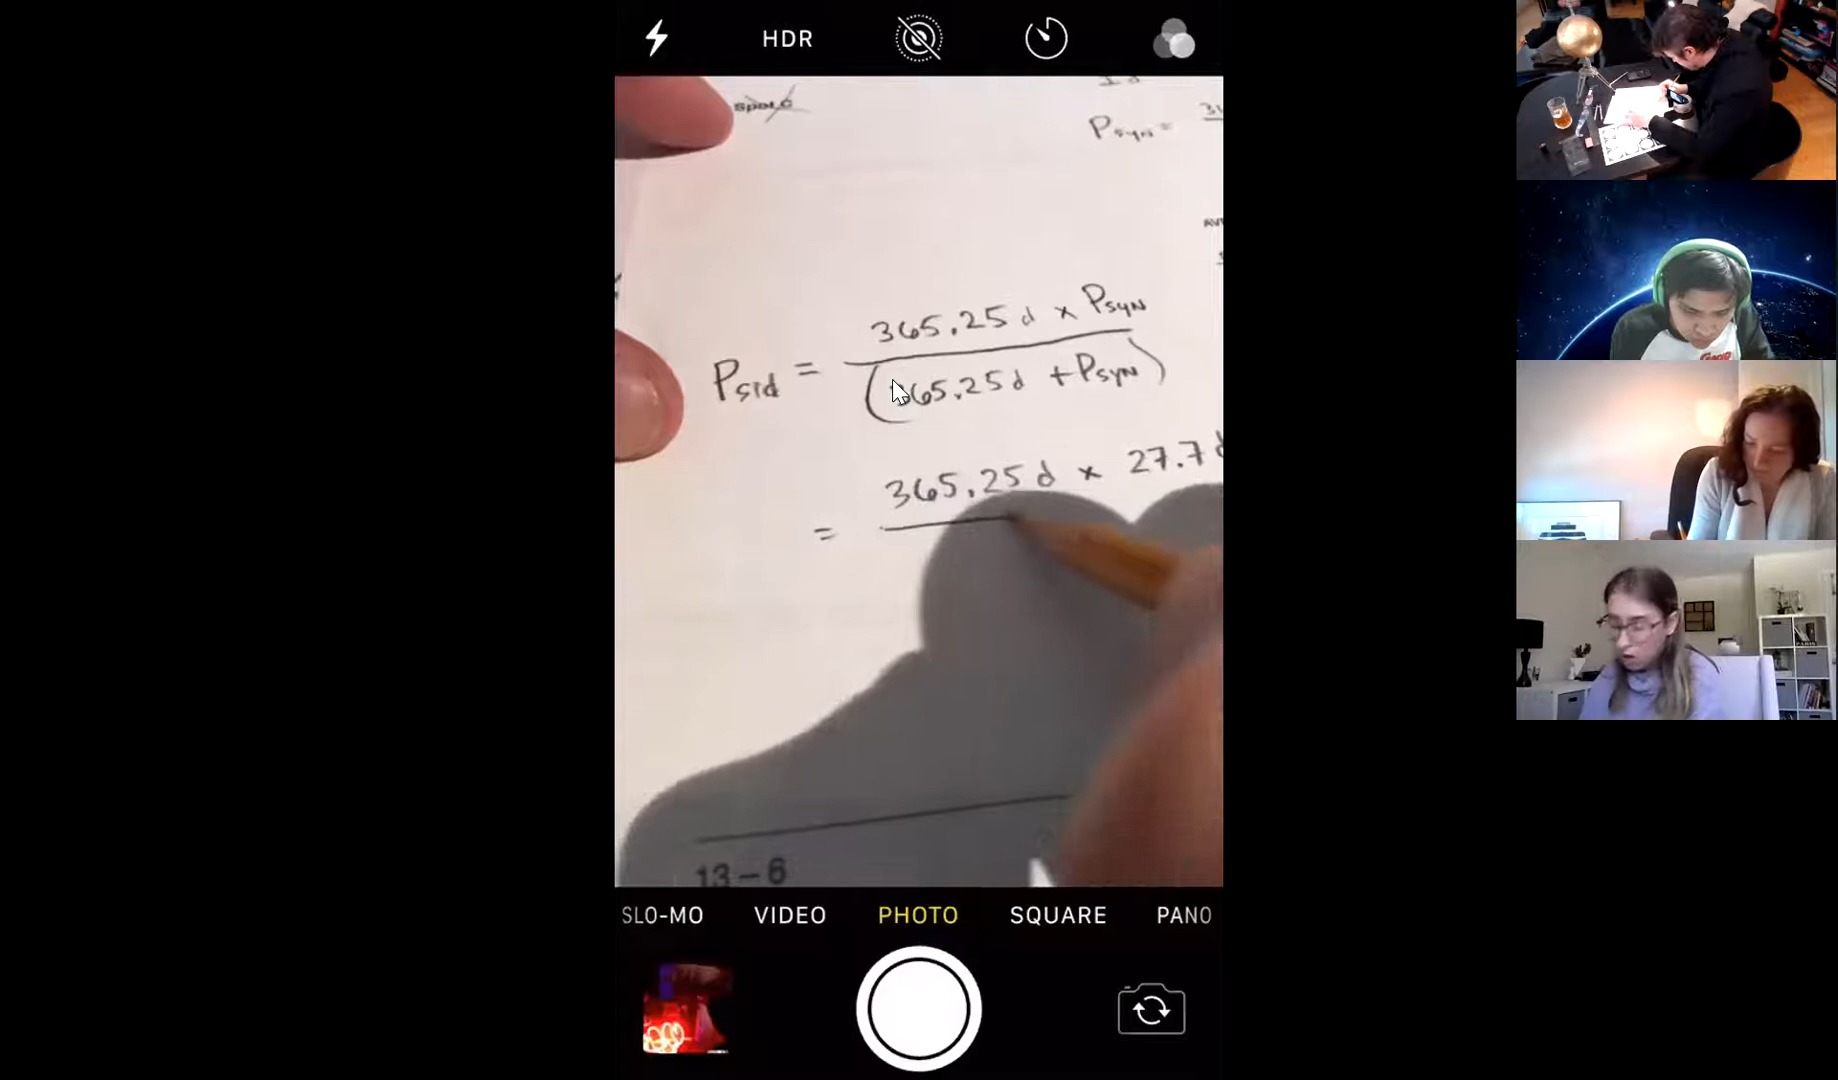 HDR
Spot C
Psyn =
365.25 d x Psyn
Psid =
(365.25 d + Psyn)
365.25 d x 27.7 d
=
13-6
SLO-MO VIDEO PHOTO SQUARE PANO